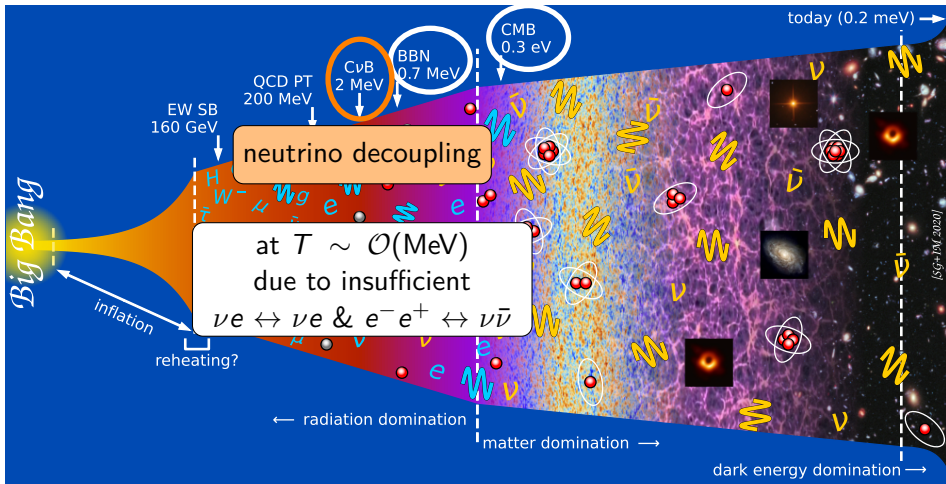 today (0.2 meV) →
CMB
0.3 eV
BBN
0.7 MeV
CνB
2 MeV
QCD PT
200 MeV
EW SB
160 GeV
neutrino decoupling
H
W⁻
μ
g
e
e
Big Bang
at T ∼ O(MeV)
due to insufficient
νe ↔ νe & e⁻e⁺ ↔ νν̄
ν
ν̄
ν
ν̄
ν̄
ν̄
[SG+PM 2020]
inflation
reheating?
μ
ν
e
e
ν
ν
ν
ν
← radiation domination
matter domination →
dark energy domination →